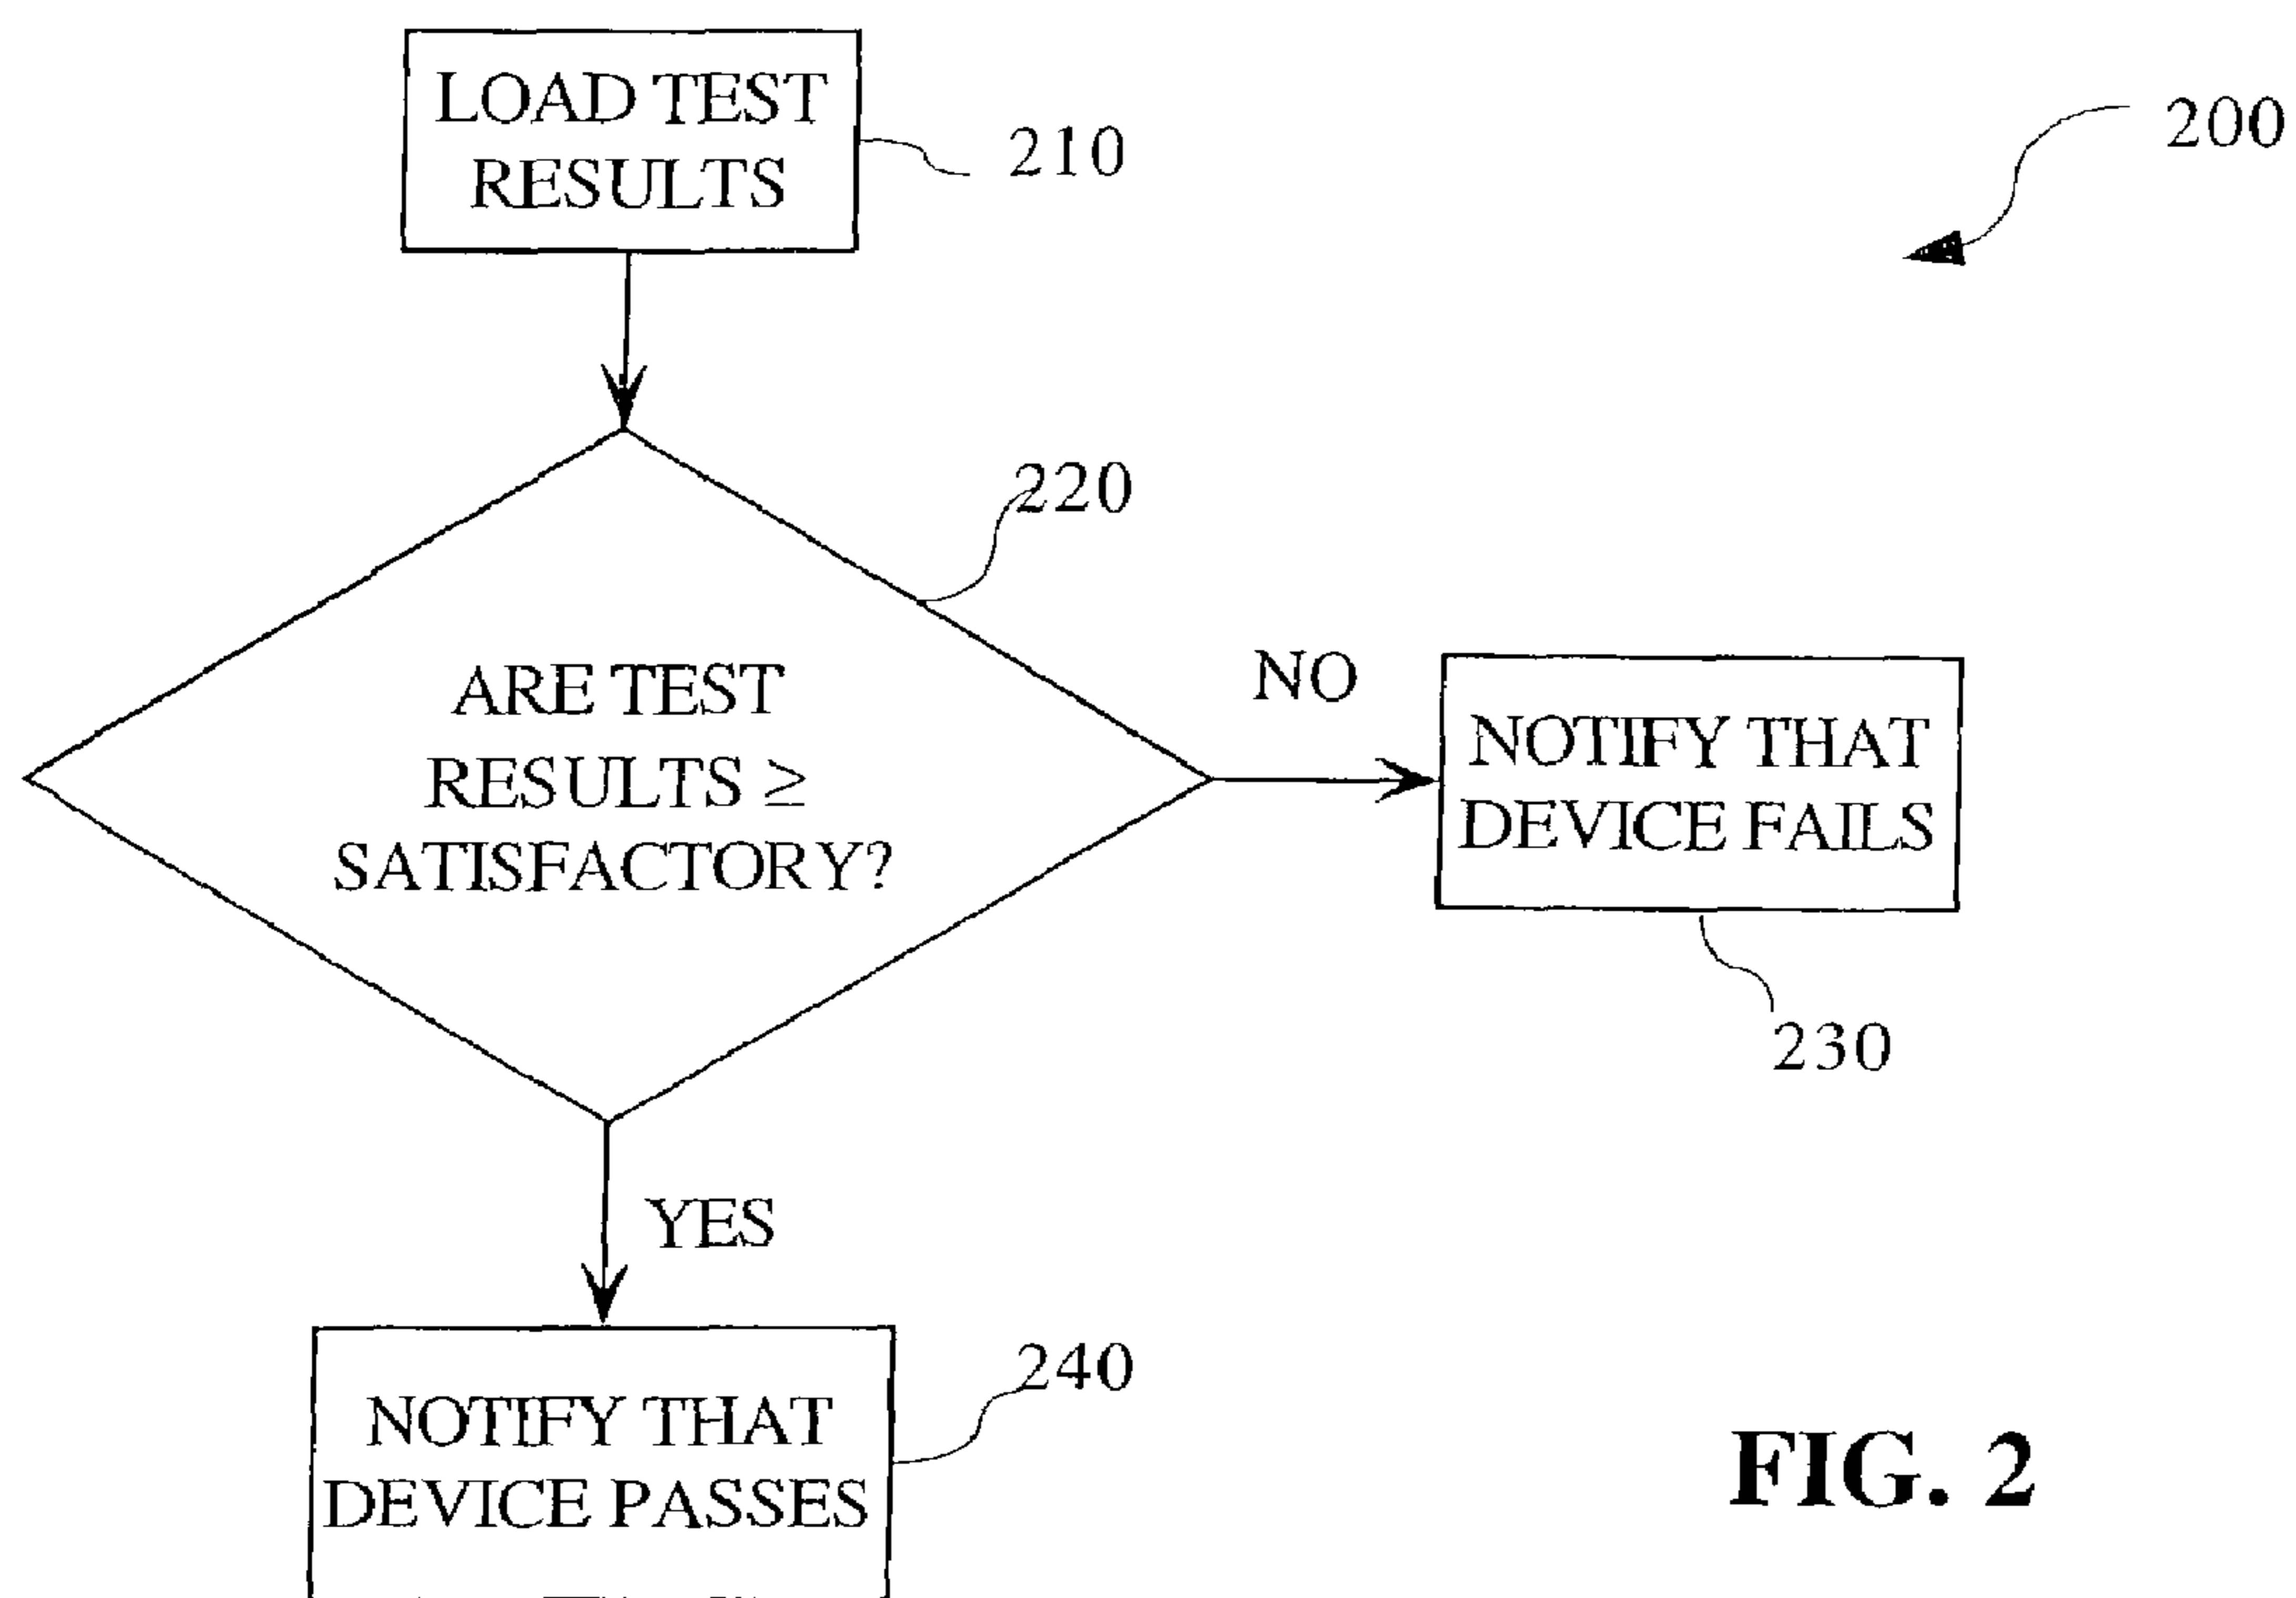 LOAD TEST
RESULTS
210
200
220
ARE TEST
RESULTS ≥
SATISFACTORY?
NO
NOTIFY THAT
DEVICE FAILS
230
YES
240
NOTIFY THAT
DEVICE PASSES
FIG. 2